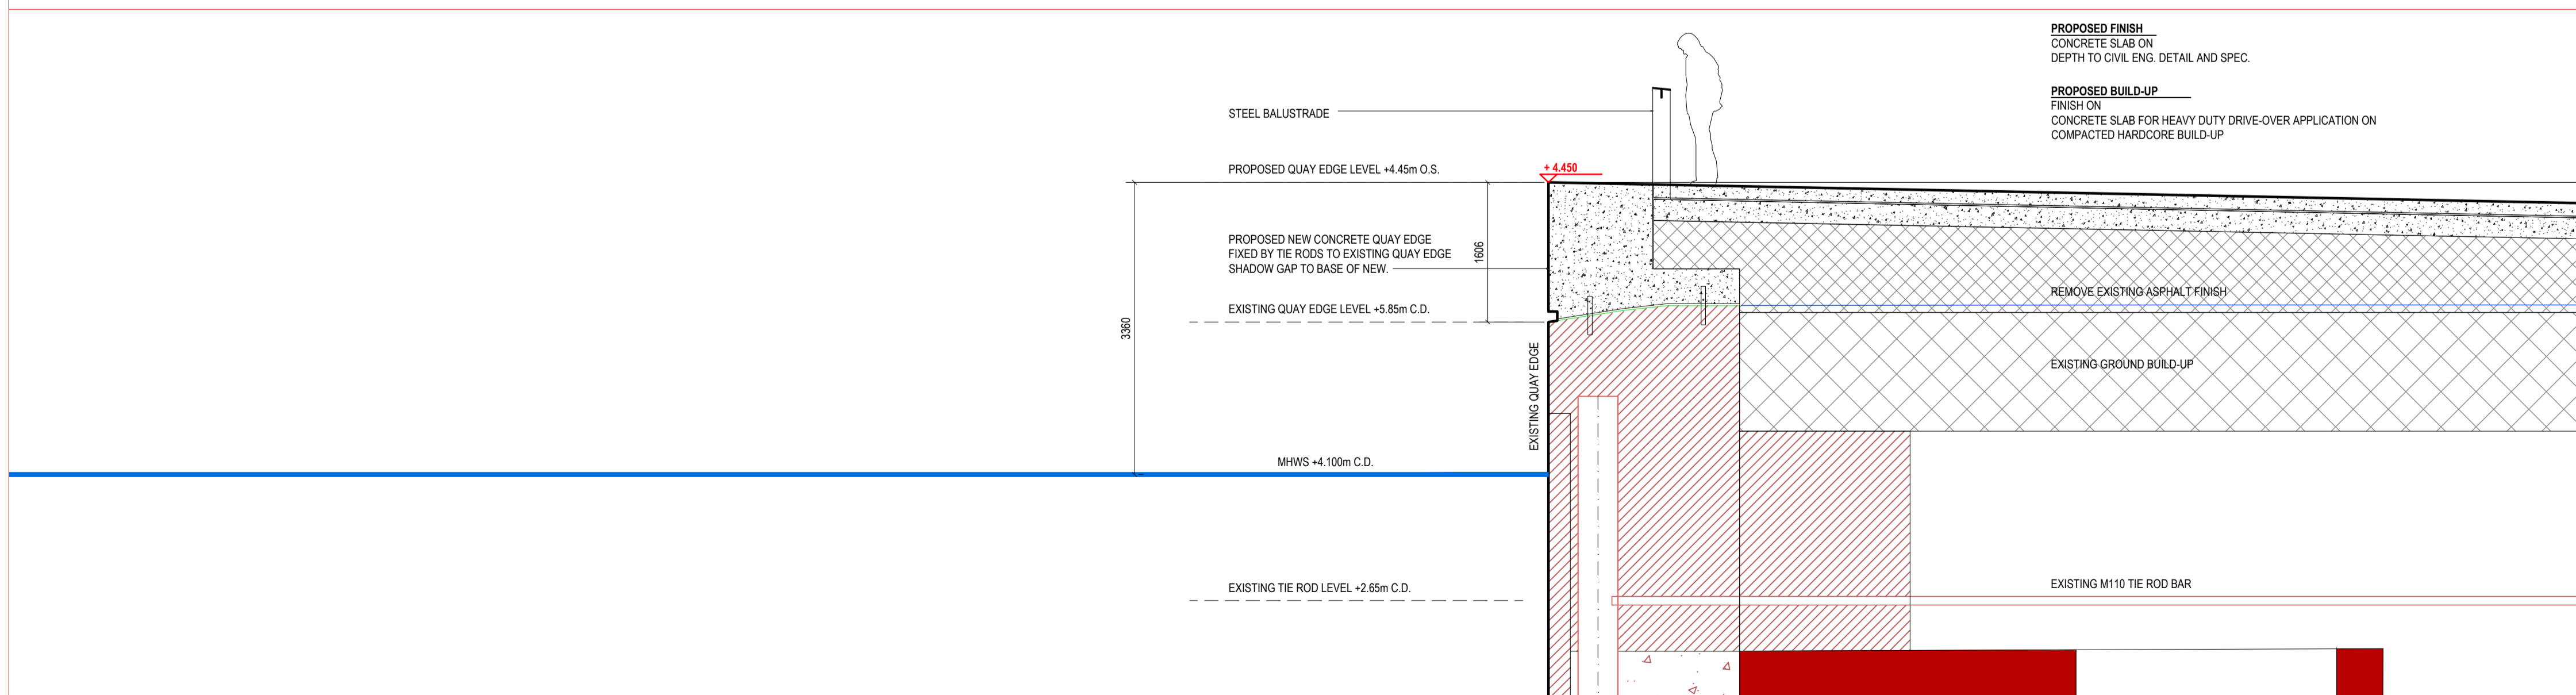 PROPOSED FINISH
CONCRETE SLAB ON
DEPTH TO CIVIL ENG. DETAIL AND SPEC.
PROPOSED BUILD-UP
FINISH ON
CONCRETE SLAB FOR HEAVY DUTY DRIVE-OVER APPLICATION ON
COMPACTED HARDCORE BUILD-UP
STEEL BALUSTRADE
PROPOSED QUAY EDGE LEVEL +4.45m O.S.
+ 4.450
PROPOSED NEW CONCRETE QUAY EDGE
FIXED BY TIE RODS TO EXISTING QUAY EDGE
SHADOW GAP TO BASE OF NEW.
1606
REMOVE EXISTING ASPHALT FINISH
EXISTING QUAY EDGE LEVEL +5.85m C.D.
3360
EXISTING QUAY EDGE
EXISTING GROUND BUILD-UP
MHWS +4.100m C.D.
EXISTING TIE ROD LEVEL +2.65m C.D.
EXISTING M110 TIE ROD BAR